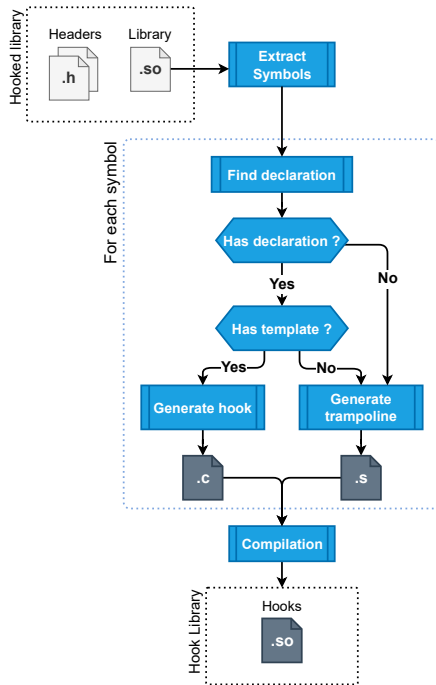 Hooked library
Headers
Library
.h
.so
Extract
Symbols
For each symbol
Find declaration
Has declaration ?
Yes
No
Has template ?
Yes
No
Generate hook
Generate
trampoline
.c
.s
Compilation
Hook Library
Hooks
.so